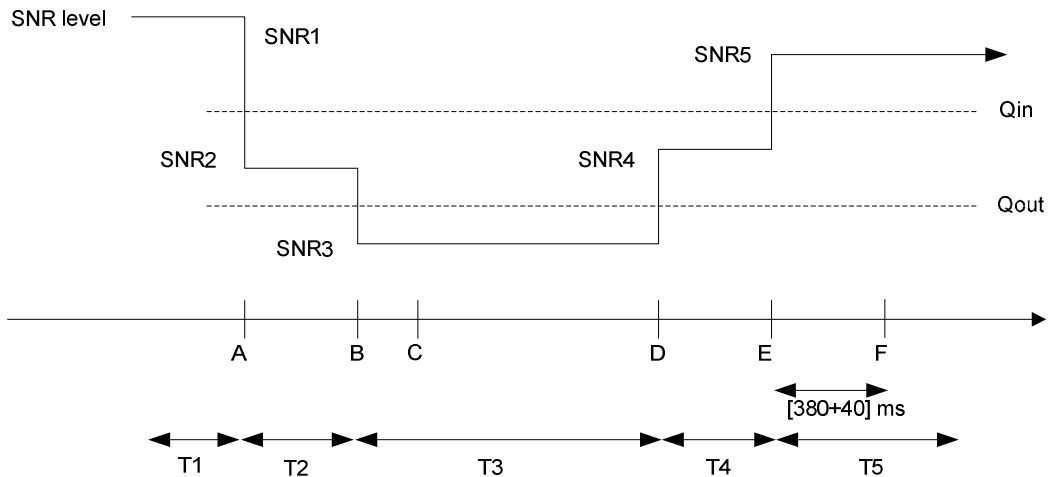 SNR level
SNR1
SNR5
Qin
SNR2
SNR4
Qout
SNR3
A
B
C
D
E
F
[380+40] ms
T1
T2
T3
T4
T5